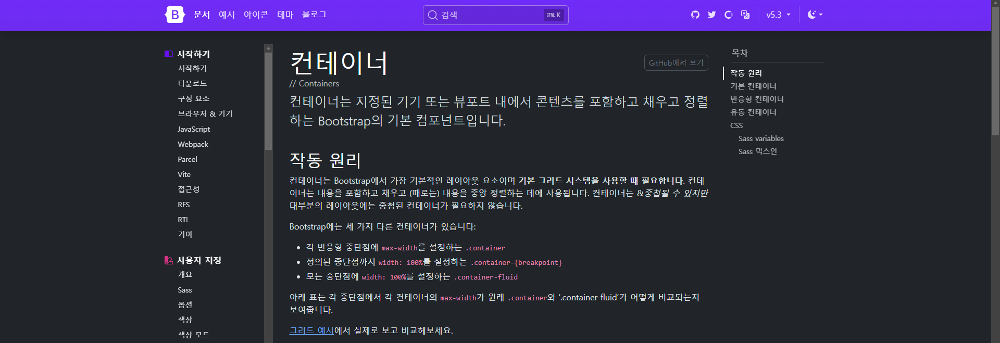 B 문서 예시 아이콘 테마 블로그 검색 CTRL K v5.3
시작하기
시작하기
다운로드
구성 요소
브라우저 & 기기
JavaScript
Webpack
Parcel
Vite
접근성
RFS
RTL
기여
사용자 지정
개요
Sass
옵션
색상
색상 모드
컨테이너
GitHub에서 보기
// Containers
컨테이너는 지정된 기기 또는 뷰포트 내에서 콘텐츠를 포함하고 채우고 정렬
하는 Bootstrap의 기본 컴포넌트입니다.
작동 원리
컨테이너는 Bootstrap에서 가장 기본적인 레이아웃 요소이며 기본 그리드 시스템을 사용할 때 필요합니다. 컨테
이너는 내용을 포함하고 채우고 (때로는) 내용을 중앙 정렬하는 데에 사용됩니다. 컨테이너는 &중첩될 수 있지만
대부분의 레이아웃에는 중첩된 컨테이너가 필요하지 않습니다.
Bootstrap에는 세 가지 다른 컨테이너가 있습니다:
• 각 반응형 중단점에 max-width를 설정하는 .container
• 정의된 중단점까지 width: 100%를 설정하는 .container-{breakpoint}
• 모든 중단점에 width: 100%를 설정하는 .container-fluid
아래 표는 각 중단점에서 각 컨테이너의 max-width가 원래 .container와 ‘.container-fluid’가 어떻게 비교되는지
보여줍니다.
그리드 예시에서 실제로 보고 비교헤보세요.
목차
작동 원리
기본 컨테이너
반응형 컨테이너
유동 컨테이너
CSS
Sass variables
Sass 믹스인